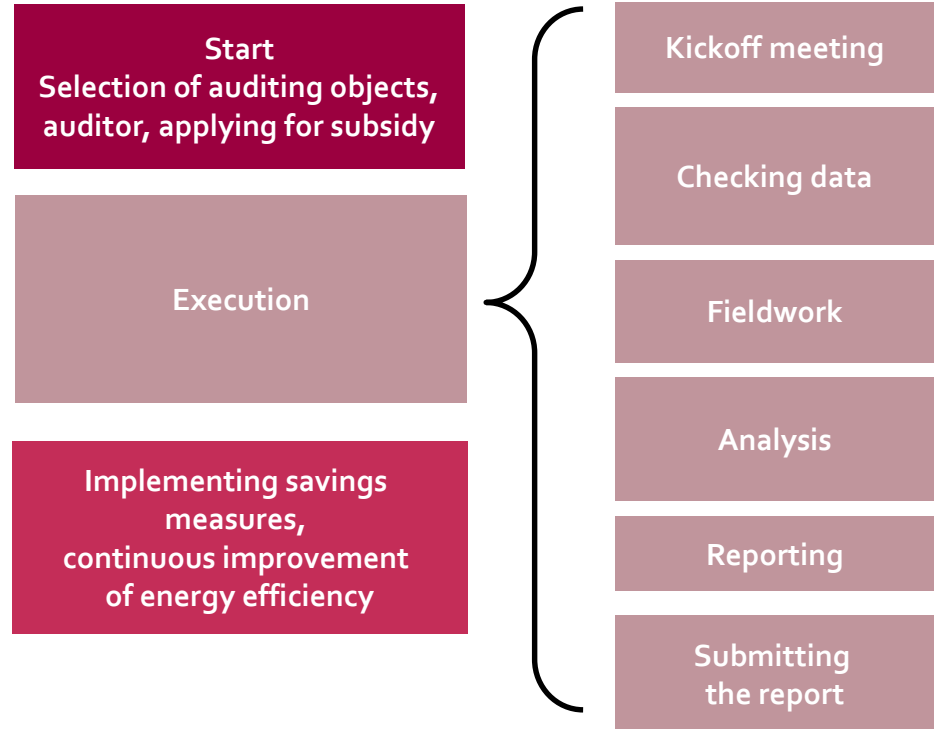 Start
Selection of auditing objects,
auditor, applying for subsidy
Execution
Implementing savings
measures,
continuous improvement
of energy efficiency
Kickoff meeting
Checking data
Fieldwork
Analysis
Reporting
Submitting
the report